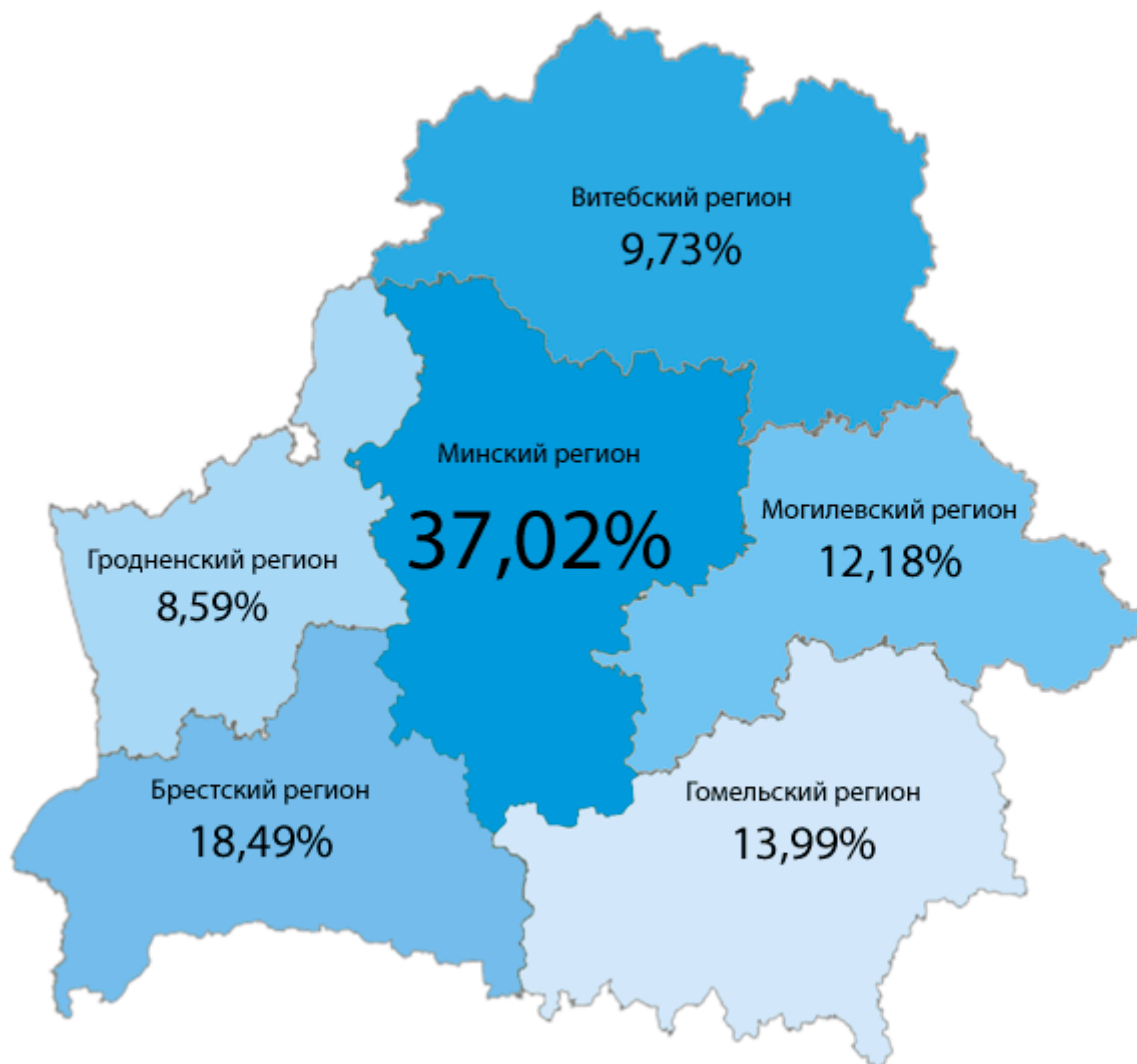 Витебский регион
9,73%
Минский регион
37,02%
Могилевский регион
12,18%
Гродненский регион
8,59%
Брестский регион
18,49%
Гомельский регион
13,99%